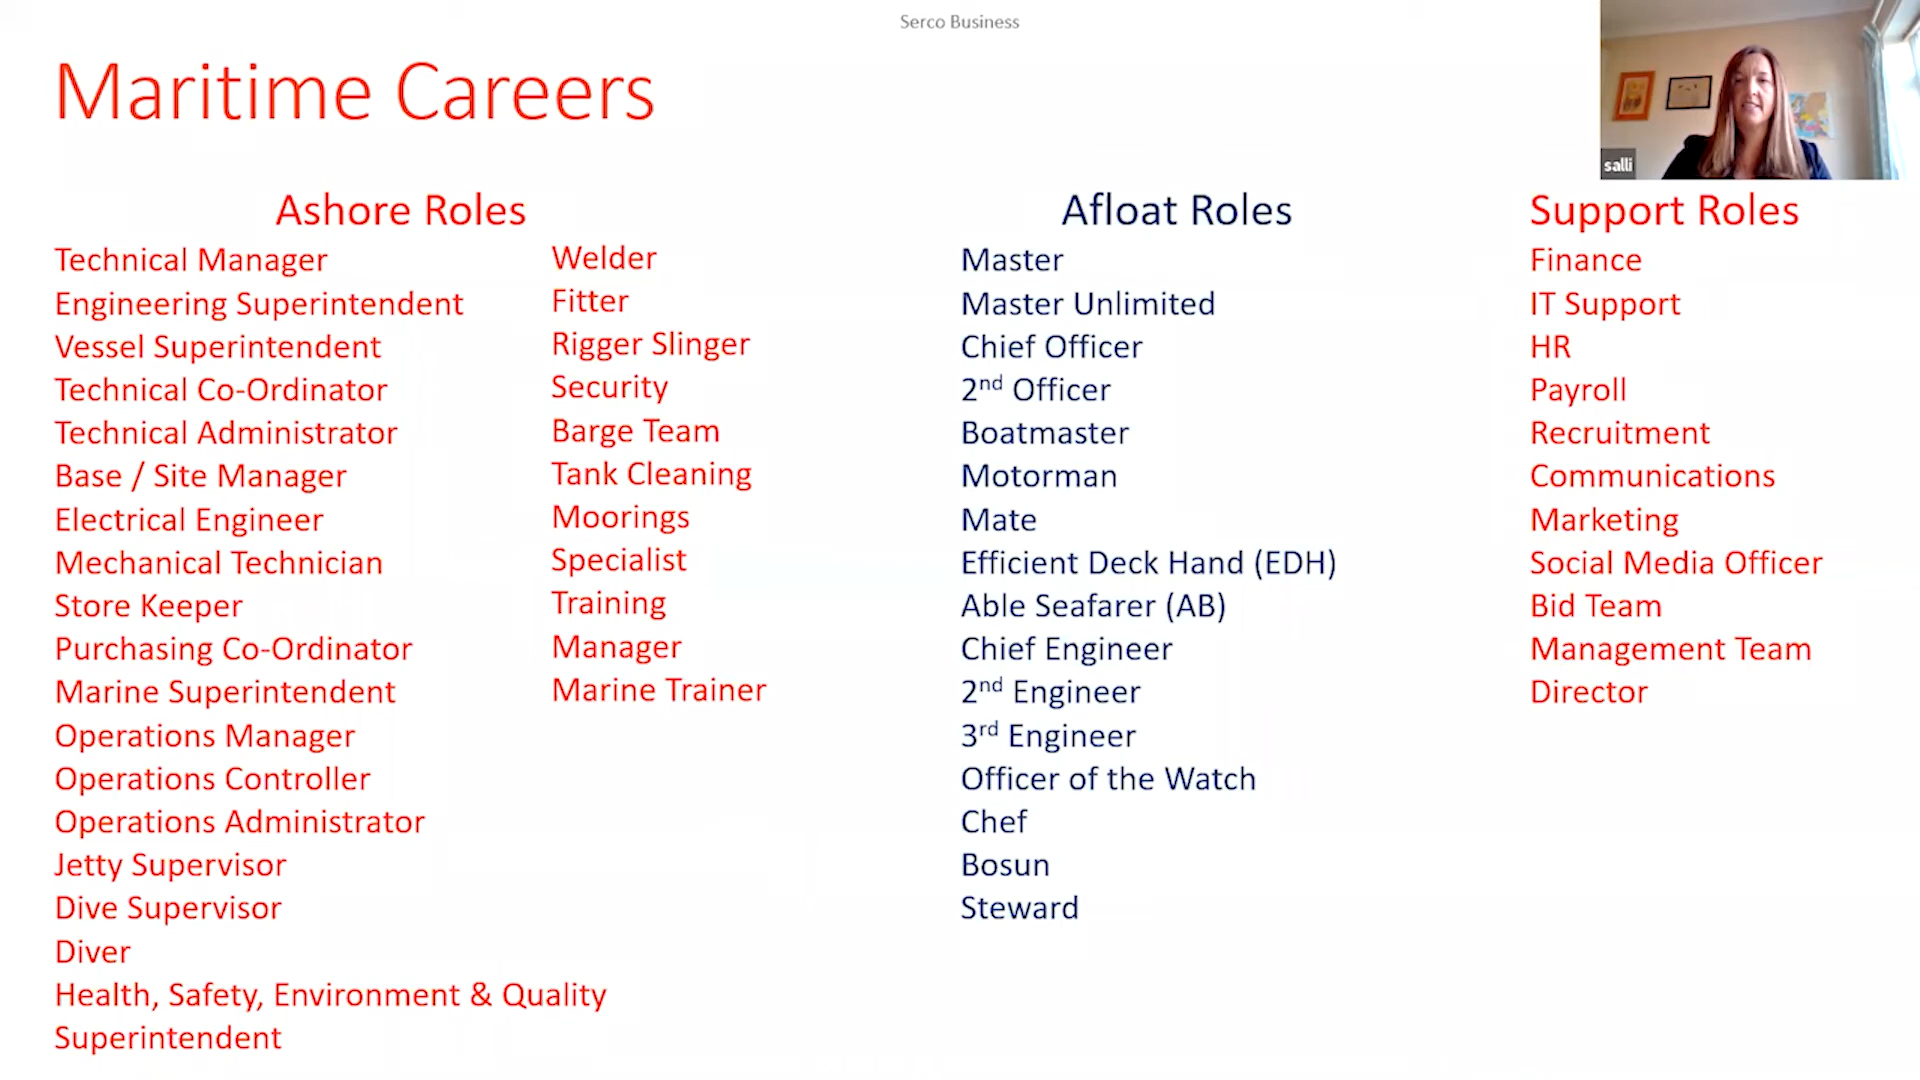 Serco Business
Maritime Careers
salli
Ashore Roles
Technical Manager
Engineering Superintendent
Vessel Superintendent
Technical Co-Ordinator
Technical Administrator
Base / Site Manager
Electrical Engineer
Mechanical Technician
Store Keeper
Purchasing Co-Ordinator
Marine Superintendent
Operations Manager
Operations Controller
Operations Administrator
Jetty Supervisor
Dive Supervisor
Diver
Health, Safety, Environment & Quality
Superintendent
Welder
Fitter
Rigger Slinger
Security
Barge Team
Tank Cleaning
Moorings
Specialist
Training
Manager
Marine Trainer
Afloat Roles
Master
Master Unlimited
Chief Officer
2nd Officer
Boatmaster
Motorman
Mate
Efficient Deck Hand (EDH)
Able Seafarer (AB)
Chief Engineer
2nd Engineer
3rd Engineer
Officer of the Watch
Chef
Bosun
Steward
Support Roles
Finance
IT Support
HR
Payroll
Recruitment
Communications
Marketing
Social Media Officer
Bid Team
Management Team
Director